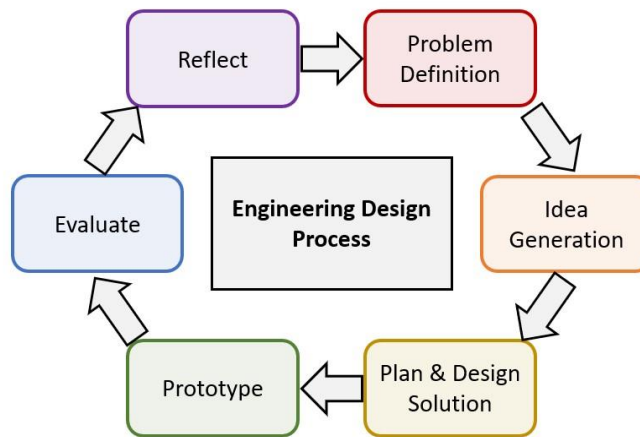 Reflect
Problem
Definition
Idea
Generation
Plan & Design
Solution
Prototype
Evaluate
Engineering Design
Process